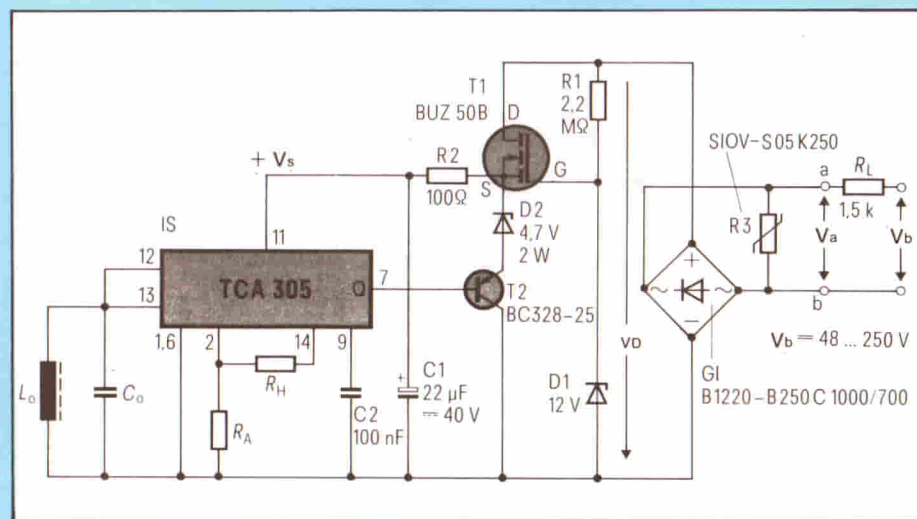 T1
BUZ 50B
D
G
S
R1
2,2
MΩ
SIOV-S05 K250
R2
100Ω
+ Vs
IS
11
12
13
TCA 305
Q
7
1,6
2
14
9
D2
4,7 V
2 W
T2
BC328-25
R3
a
RL
1,5 k
Va
Vb
b
Vb = 48 ... 250 V
VD
GI
B1220-B250 C 1000/700
Lo
Co
RH
RA
C2
100 nF
C1
+
22 µF
= 40 V
D1
12 V
+
~
~
−